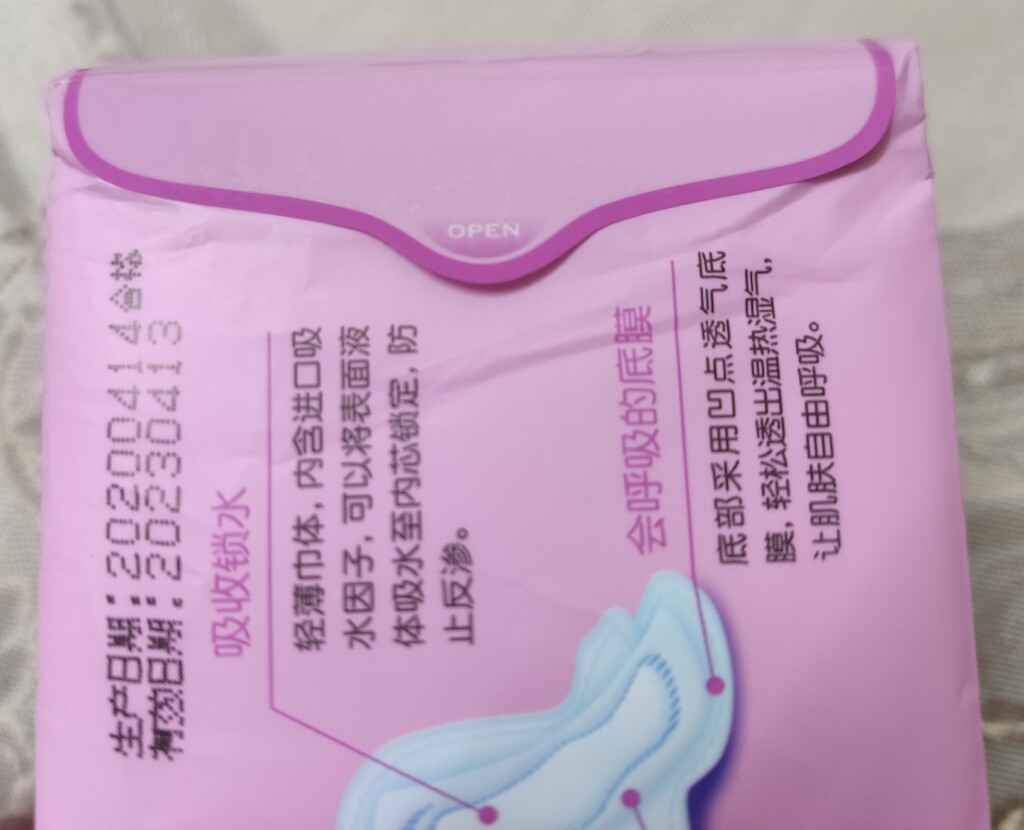 OPEN
生产日期:20200414合格
有效日期:20230413
吸收锁水
轻薄巾体,内含进口吸
水因子,可以将表面液
体吸水至内芯锁定,防
止反渗。
会呼吸的底膜
底部采用凹点透气底
膜,轻松透出温热湿气,
让肌肤自由呼吸。